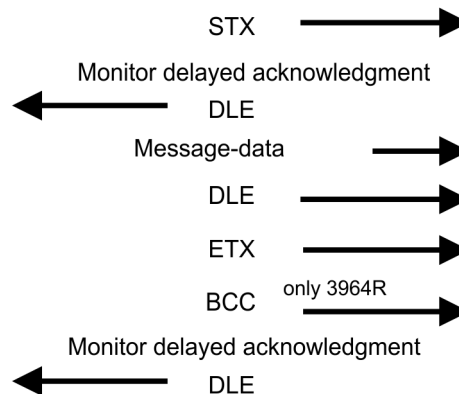 STX
Monitor delayed acknowledgment
DLE
Message-data
DLE
ETX
BCC only 3964R
Monitor delayed acknowledgment
DLE